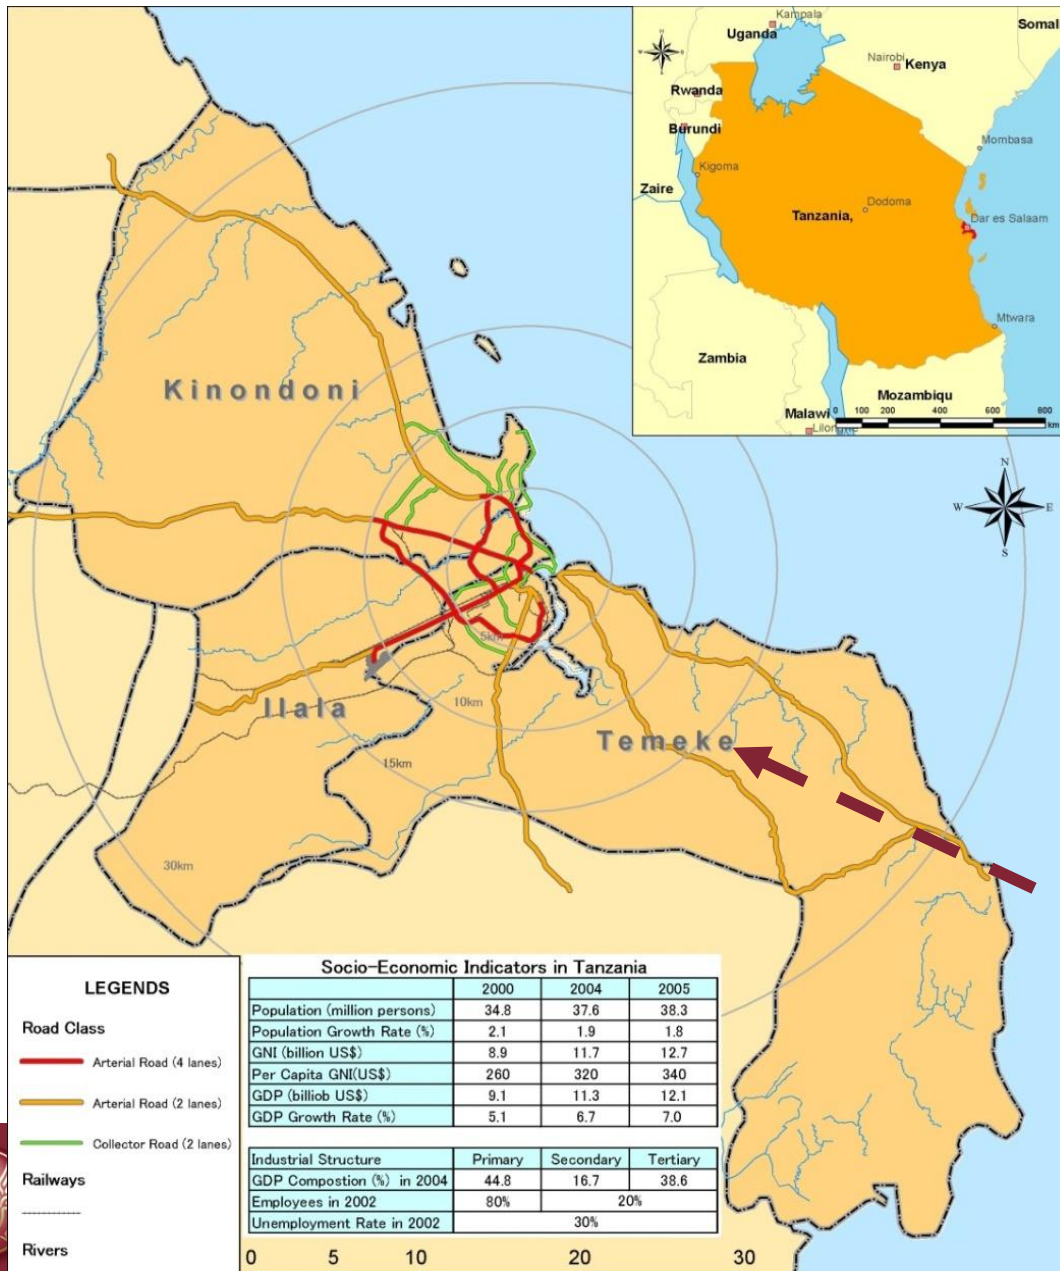 Kampala
Uganda
Somal
Nairobi
Kenya
Rwanda
Burundi
Mombasa
Kigoma
Zaire
Dodoma
Tanzania,
Dar es Salaam
Mtwara
Zambia
Mozambiqu
Malawi
0 200 400 600 800
km
N
W E
S
Kinondoni
5km
Ilala
10km
Temeke
15km
30km
LEGENDS
Road Class
Arterial Road (4 lanes)
Arterial Road (2 lanes)
Collector Road (2 lanes)
Railways
Rivers
Socio-Economic Indicators in Tanzania
2000 2004 2005
Population (million persons) 34.8 37.6 38.3
Population Growth Rate (%) 2.1 1.9 1.8
GNI (billion US$) 8.9 11.7 12.7
Per Capita GNI(US$) 260 320 340
GDP (billiob US$) 9.1 11.3 12.1
GDP Growth Rate (%) 5.1 6.7 7.0
Industrial Structure Primary Secondary Tertiary
GDP Compostion (%) in 2004 44.8 16.7 38.6
Employees in 2002 80% 20%
Unemployment Rate in 2002 30%
0 5 10 20 30